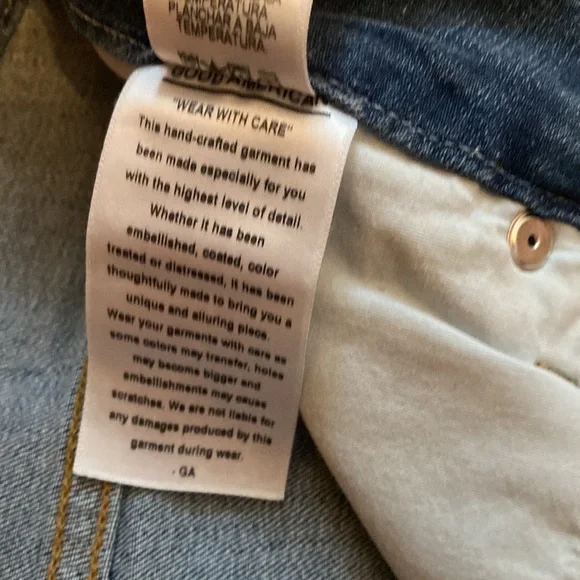 TEMPERATURA
PLANCHAR A BAJA
TEMPERATURA
GOOD AMERICAN
"WEAR WITH CARE"
This hand-crafted garment has
been made especially for you
with the highest level of detail.
Whether it has been
embellished, coated, color
treated or distressed, it has been
thoughtfully made to bring you a
unique and alluring piece.
Wear your garments with care as
some colors may transfer, holes
may become bigger and
embellishments may cause
scratches. We are not liable for
any damages produced by this
garment during wear.
- GA